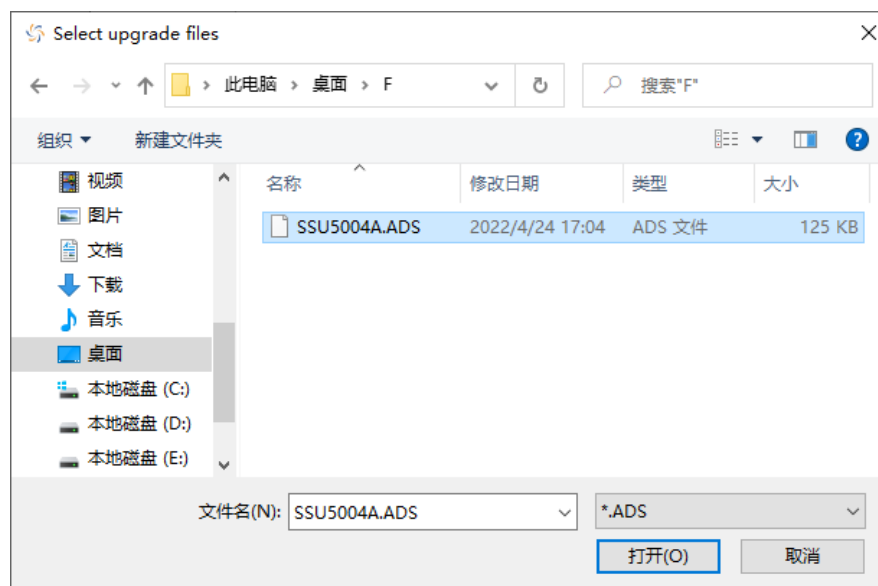 Select upgrade files
此电脑 › 桌面 › F
搜索"F"
组织
新建文件夹
视频
图片
文档
下载
音乐
桌面
本地磁盘 (C:)
本地磁盘 (D:)
本地磁盘 (E:)
名称 修改日期 类型 大小
SSU5004A.ADS 2022/4/24 17:04 ADS 文件 125 KB
文件名(N): SSU5004A.ADS *.ADS
打开(O) 取消